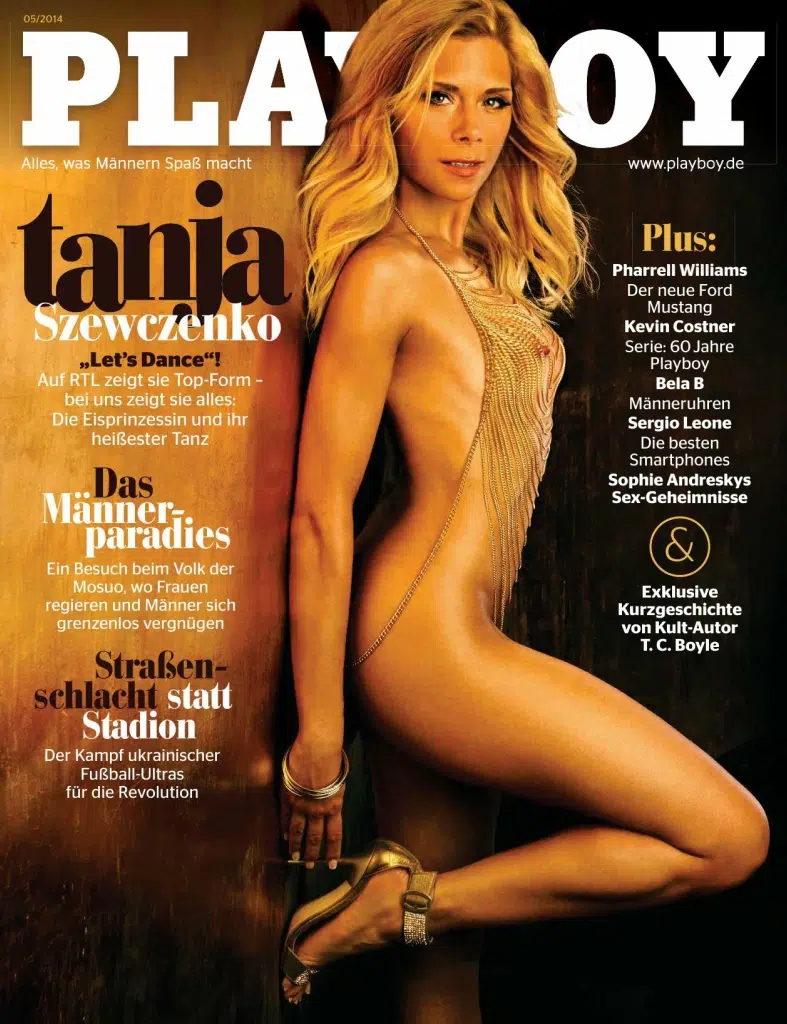 05/2014
PLAYBOY
Alles, was Männern Spaß macht
www.playboy.de
tanja
Szewczenko
„Let's Dance“!
Auf RTL zeigt sie Top-Form –
bei uns zeigt sie alles:
Die Eisprinzessin und ihr
heißester Tanz
Das
Männer-
paradies
Ein Besuch beim Volk der
Mosuo, wo Frauen
regieren und Männer sich
grenzenlos vergnügen
Straßen-
schlacht statt
Stadion
Der Kampf ukrainischer
Fußball-Ultras
für die Revolution
Plus:
Pharrell Williams
Der neue Ford
Mustang
Kevin Costner
Serie: 60 Jahre
Playboy
Bela B
Männeruhren
Sergio Leone
Die besten
Smartphones
Sophie Andreskys
Sex-Geheimnisse
&
Exklusive
Kurzgeschichte
von Kult-Autor
T. C. Boyle